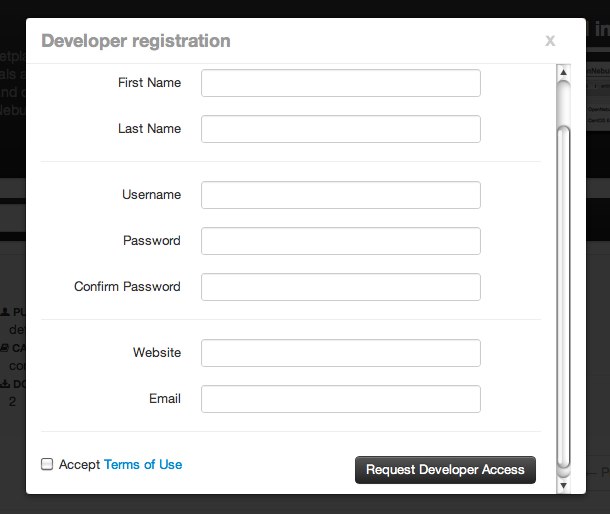 Developer registration
x
First Name
Last Name
Username
Password
Confirm Password
Website
Email
Accept Terms of Use
Request Developer Access
2